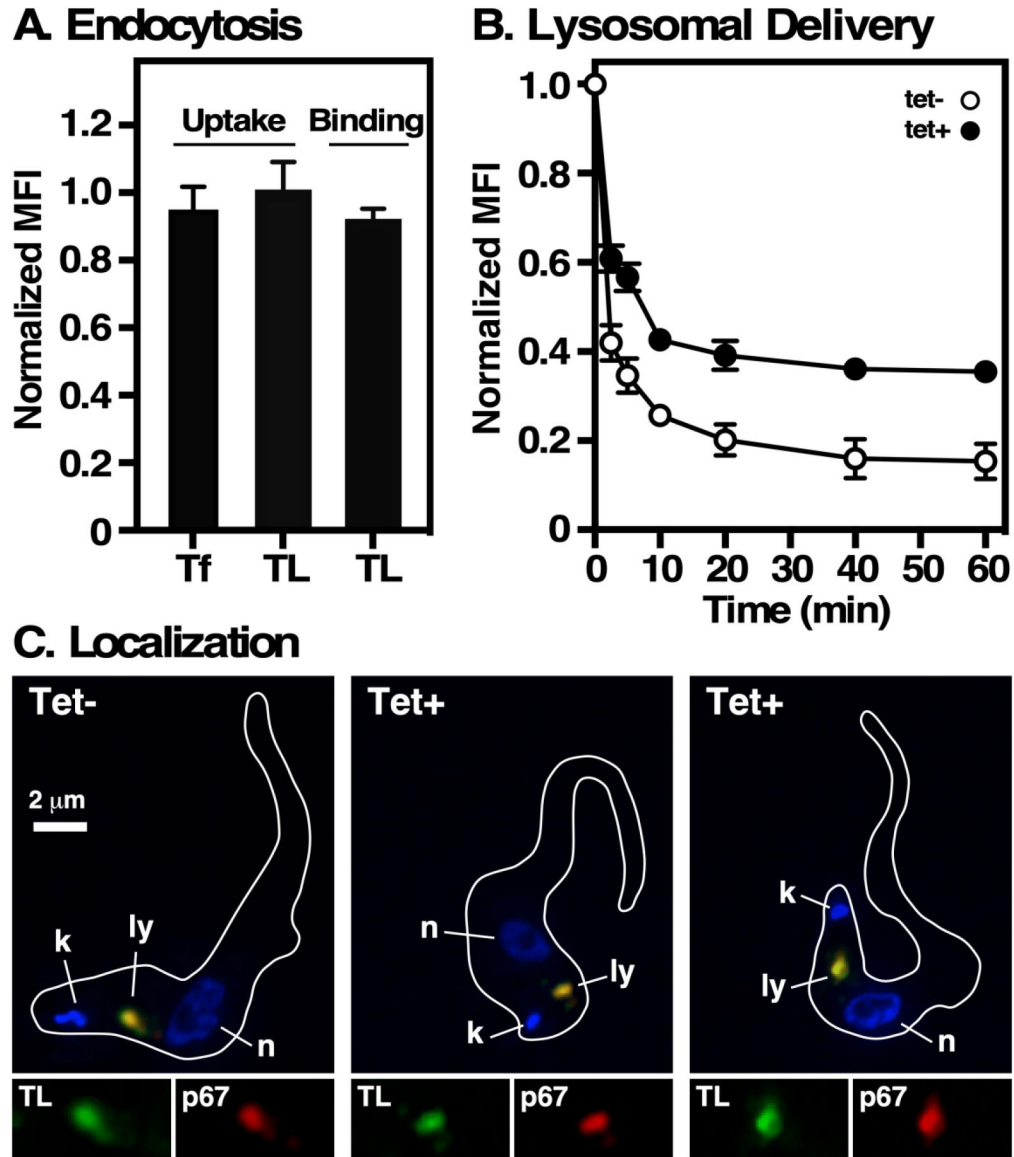 A. Endocytosis
Uptake Binding
Normalized MFI
1.2
1.0
0.8
0.6
0.4
0.2
0
Tf TL TL
B. Lysosomal Delivery
tet-
tet+
Normalized MFI
1.0
0.8
0.6
0.4
0.2
0
0 10 20 30 40 50 60
Time (min)
C. Localization
Tet-
2 μm
k
ly
n
TL
p67
Tet+
n
ly
k
TL
p67
Tet+
k
ly
n
TL
p67